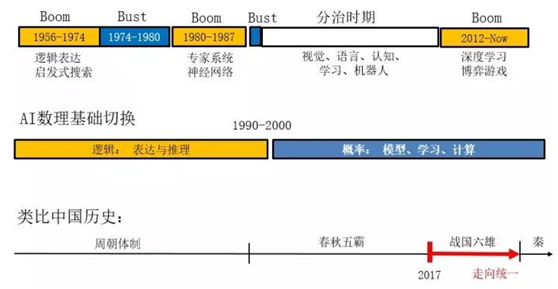 Boom Bust Boom Bust 分治时期 Boom
1956-1974 1974-1980 1980-1987 2012-Now
逻辑表达 专家系统 视觉、语言、认知、 深度学习
启发式搜索 神经网络 学习、机器人 博弈游戏
AI数理基础切换
1990-2000
逻辑: 表达与推理 概率: 模型、学习、计算
类比中国历史:
周朝体制 春秋五霸 战国六雄 秦
2017 走向统一